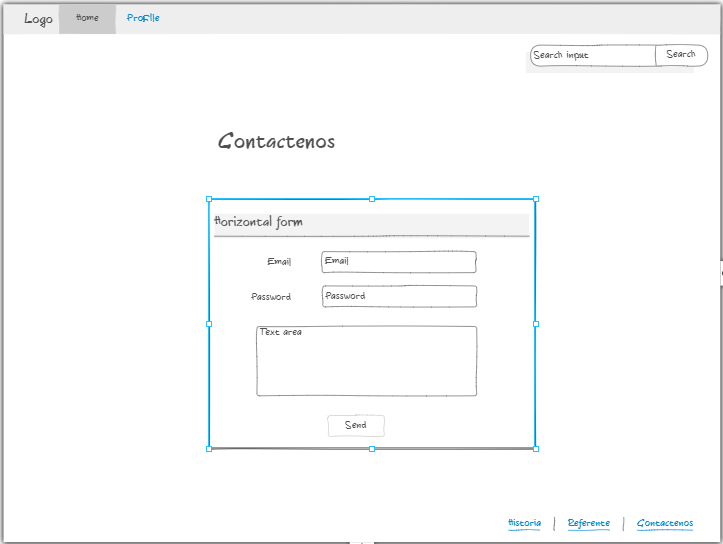 Logo Home Profile
Search input Search
Contactenos
Horizontal form
Email Email
Password Password
Text area
Send
Historia | Referente | Contactenos